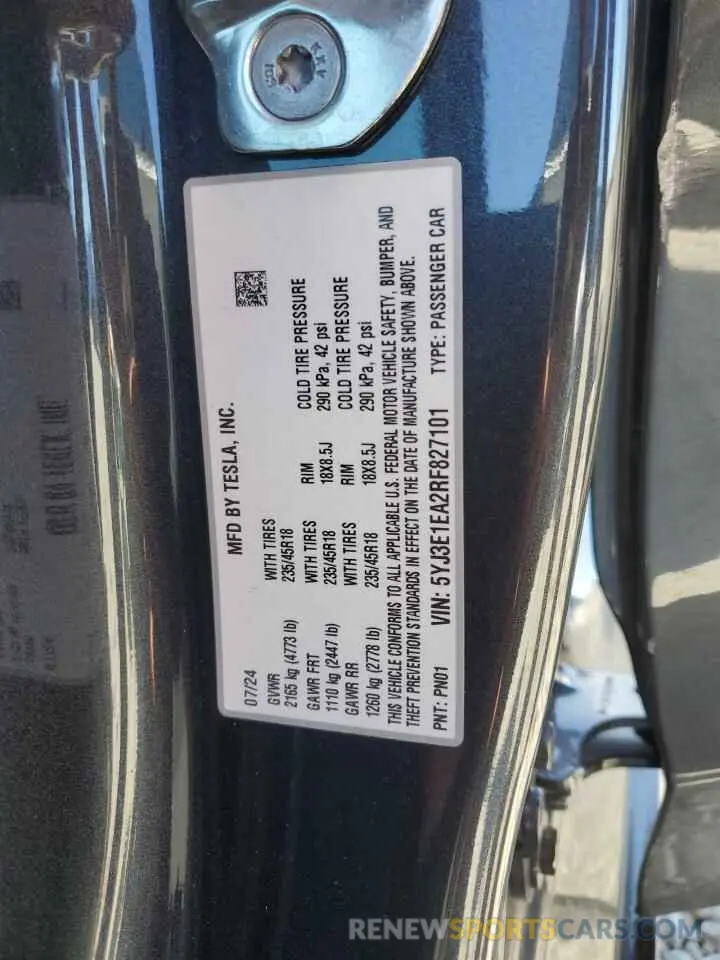 MFD BY TESLA, INC.
07/24
GVWR
2165 kg (4773 lb)
WITH TIRES
235/45R18
GAWR FRT
1110 kg (2447 lb)
WITH TIRES
235/45R18
RIM
18X8.5J
COLD TIRE PRESSURE
290 kPa, 42 psi
GAWR RR
1260 kg (2778 lb)
WITH TIRES
235/45R18
RIM
18X8.5J
COLD TIRE PRESSURE
290 kPa, 42 psi
THIS VEHICLE CONFORMS TO ALL APPLICABLE U.S. FEDERAL MOTOR VEHICLE SAFETY, BUMPER, AND
THEFT PREVENTION STANDARDS IN EFFECT ON THE DATE OF MANUFACTURE SHOWN ABOVE.
PNT: PN01 VIN: 5YJ3E1EA2RF827101 TYPE: PASSENGER CAR
RENEWSPORTSCARS.COM